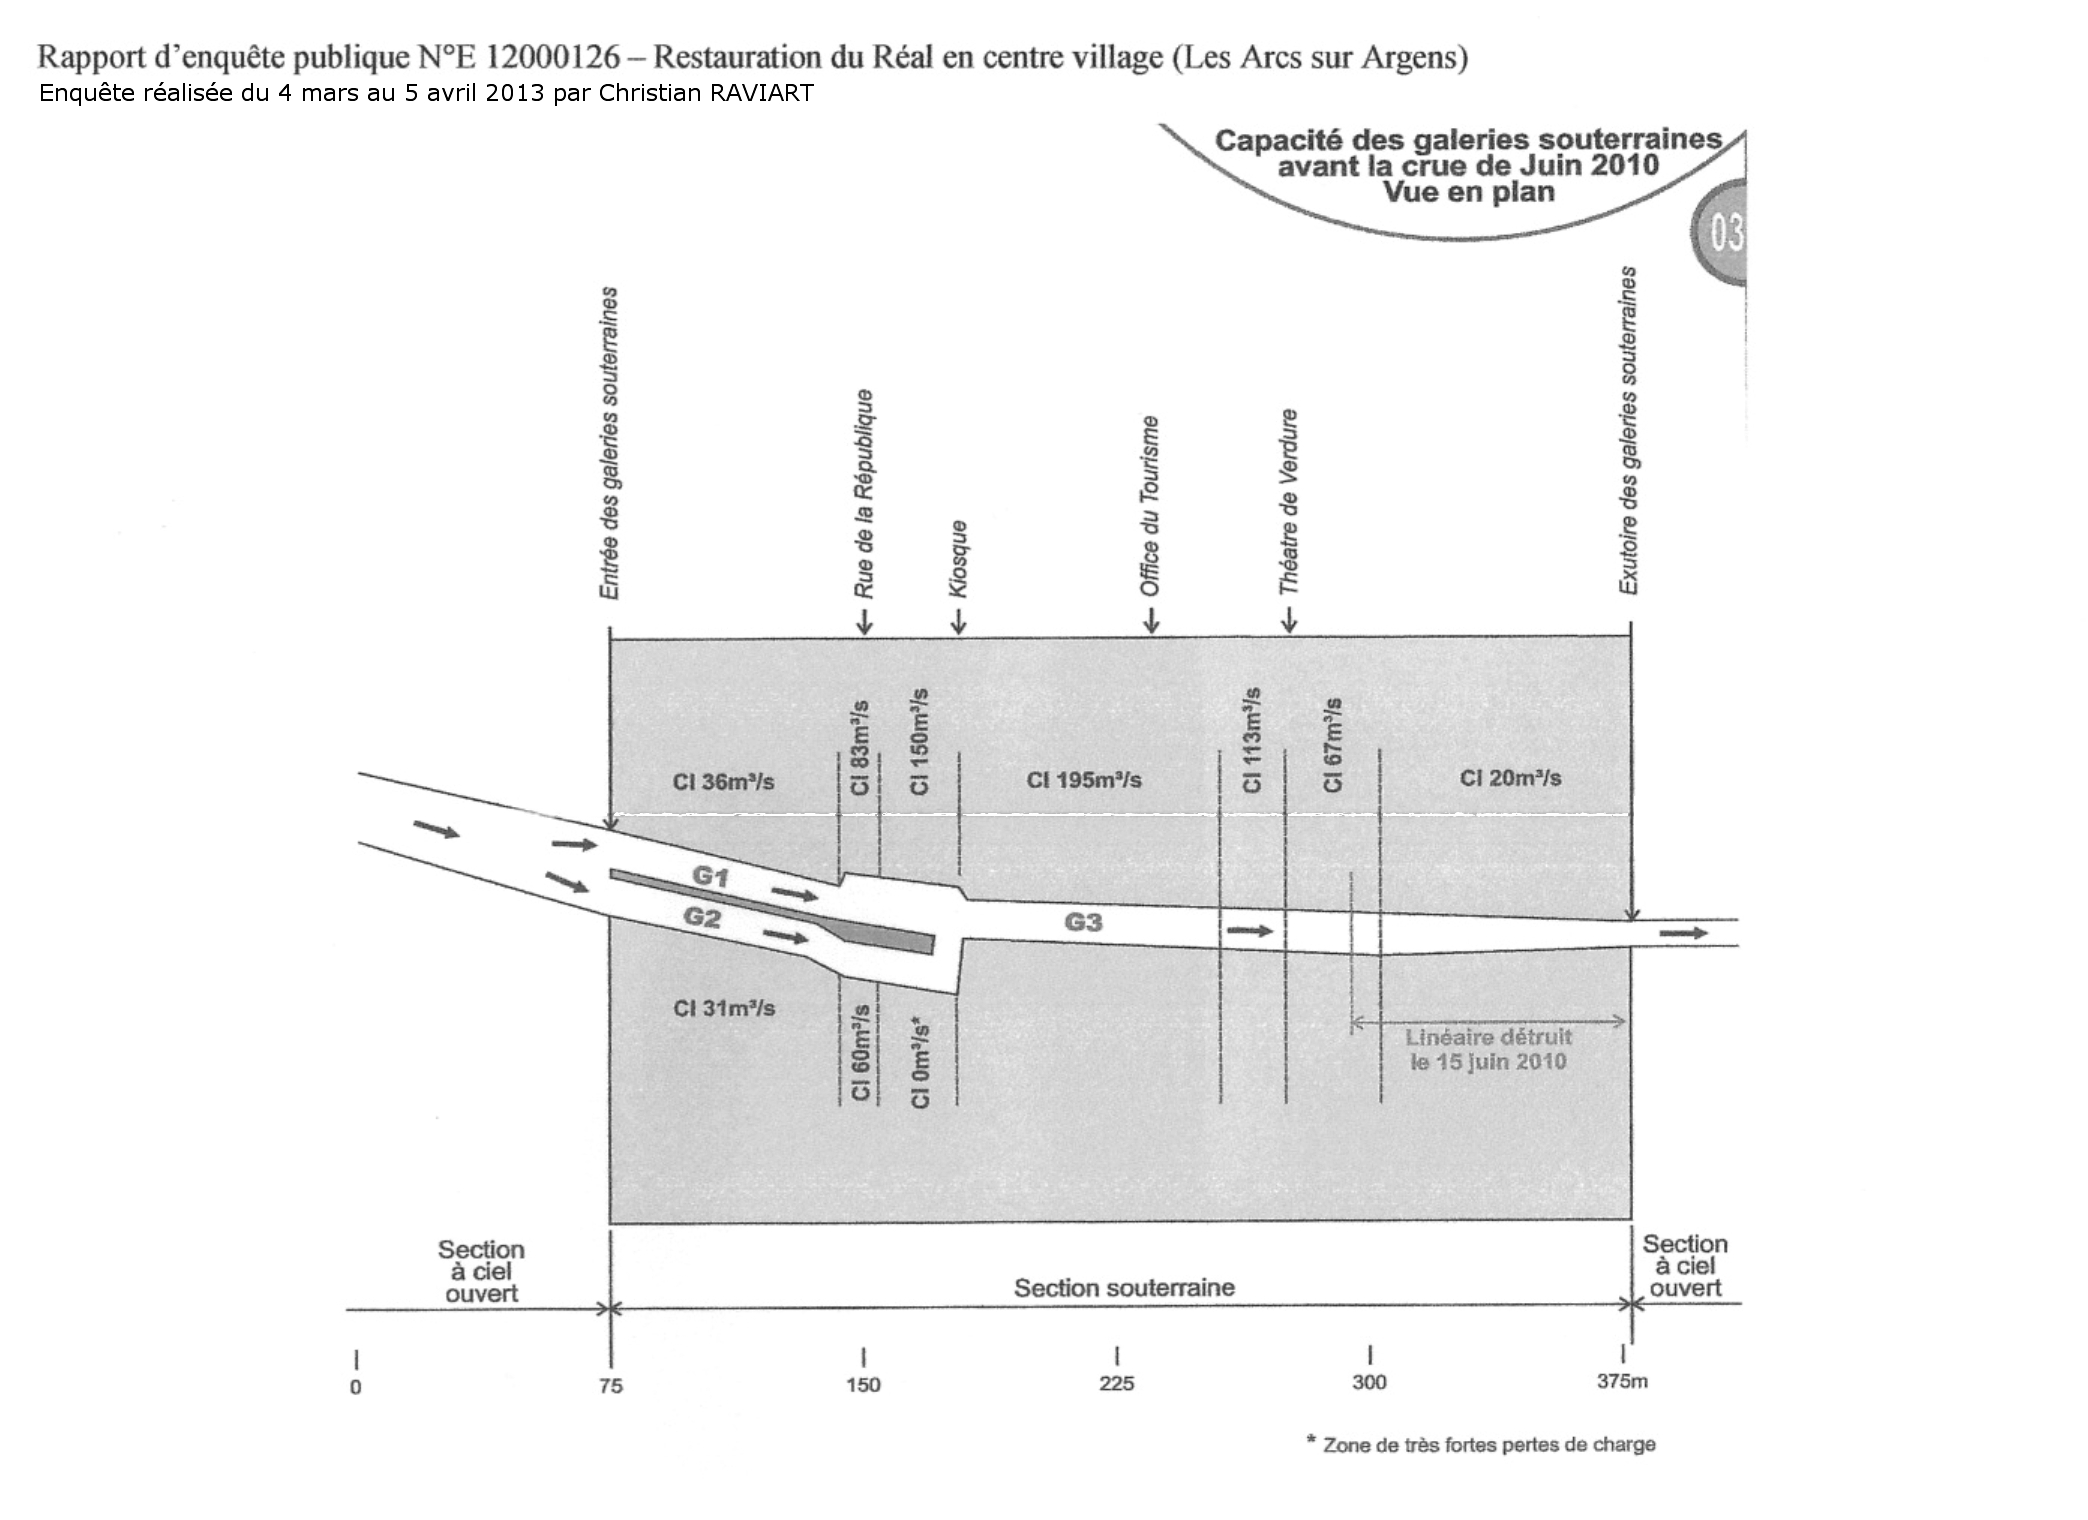 Rapport d'enquête publique N°E 12000126 – Restauration du Réal en centre village (Les Arcs sur Argens)
Enquête réalisée du 4 mars au 5 avril 2013 par Christian RAVIART
Capacité des galeries souterraines
avant la crue de Juin 2010
Vue en plan
03
Entrée des galeries souterraines
Rue de la République
Kiosque
Office du Tourisme
Théatre de Verdure
Exutoire des galeries souterraines
CI 36m³/s
CI 83m³/s
CI 150m³/s
CI 195m³/s
CI 113m³/s
CI 67m³/s
CI 20m³/s
G1
G2
G3
CI 31m³/s
CI 60m³/s
CI 0m³/s*
Linéaire détruit
le 15 juin 2010
Section
à ciel
ouvert
Section souterraine
Section
à ciel
ouvert
0
75
150
225
300
375m
* Zone de très fortes pertes de charge